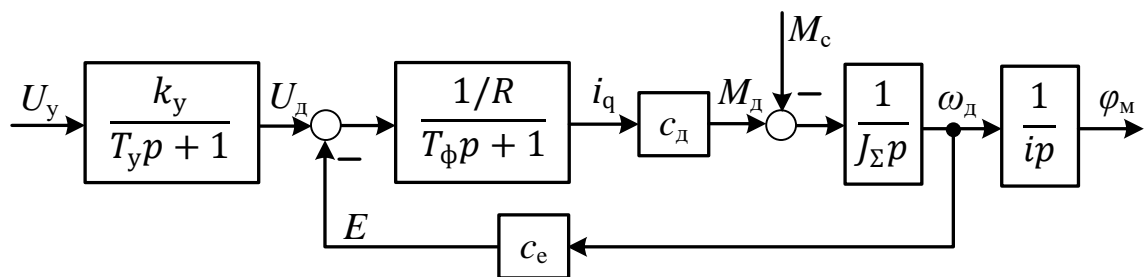 M_c
U_y k_y / (T_y p + 1) U_д (1/R) / (T_ф p + 1) i_q c_д M_д 1 / (J_Σ p) ω_д 1 / (ip) φ_м
E c_e